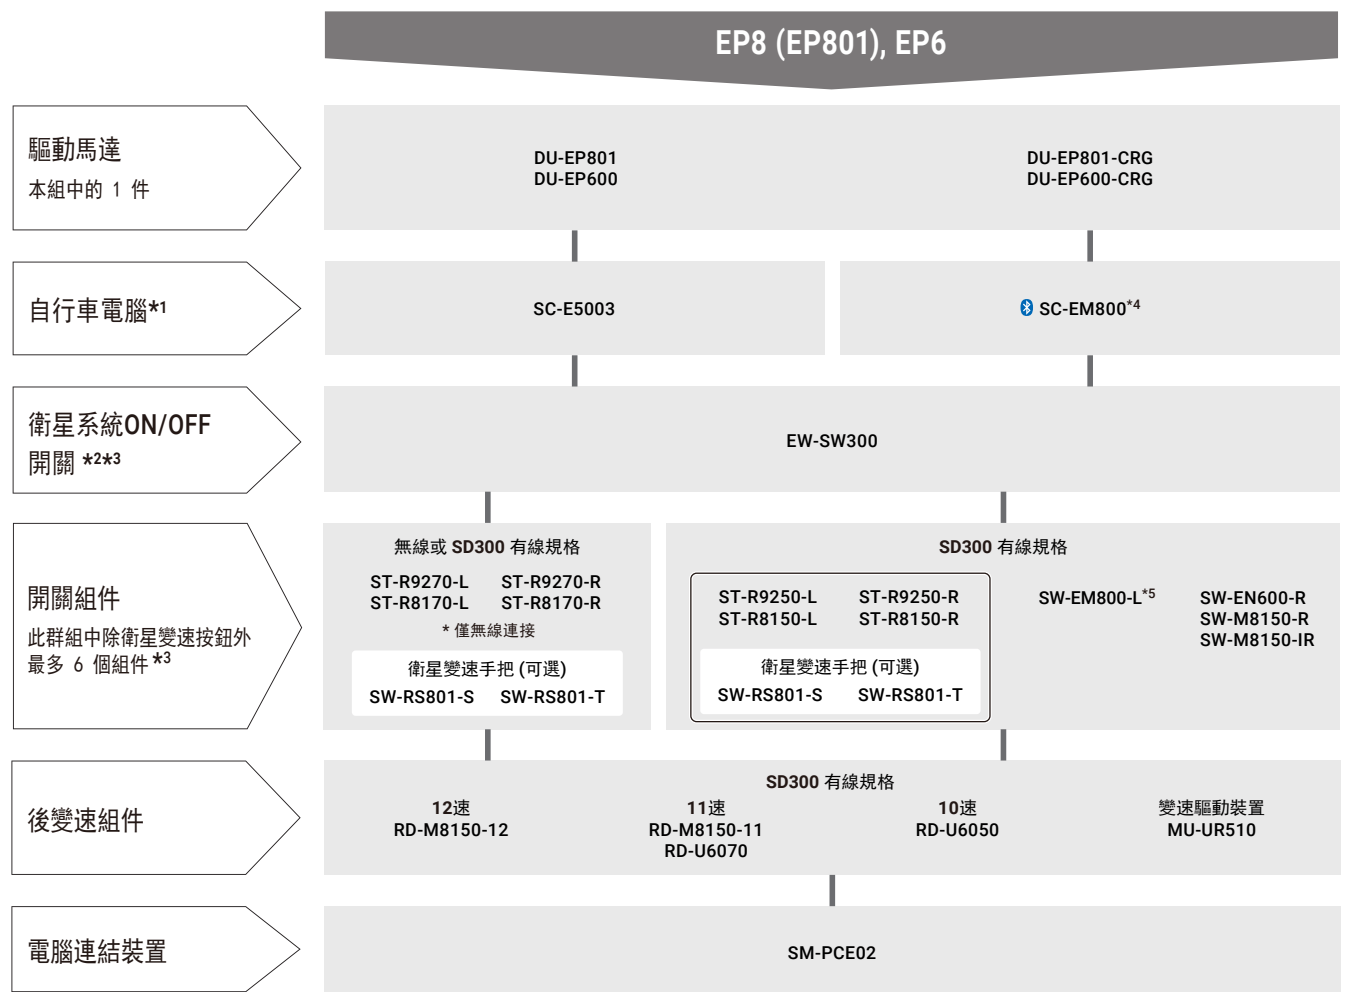 EP8 (EP801), EP6
驅動馬達
本組中的 1 件
DU-EP801
DU-EP600
DU-EP801-CRG
DU-EP600-CRG
自行車電腦*1
SC-E5003
SC-EM800*4
衛星系統ON/OFF
開關 *2*3
EW-SW300
開關組件
此群組中除衛星變速按鈕外
最多 6 個組件 *3
無線或 SD300 有線規格
ST-R9270-L ST-R9270-R
ST-R8170-L ST-R8170-R
* 僅無線連接
衛星變速手把 (可選)
SW-RS801-S SW-RS801-T
SD300 有線規格
ST-R9250-L ST-R9250-R
ST-R8150-L ST-R8150-R
衛星變速手把 (可選)
SW-RS801-S SW-RS801-T
SW-EM800-L*5
SW-EN600-R
SW-M8150-R
SW-M8150-IR
後變速組件
SD300 有線規格
12速
RD-M8150-12
11速
RD-M8150-11
RD-U6070
10速
RD-U6050
變速驅動裝置
MU-UR510
電腦連結裝置
SM-PCE02